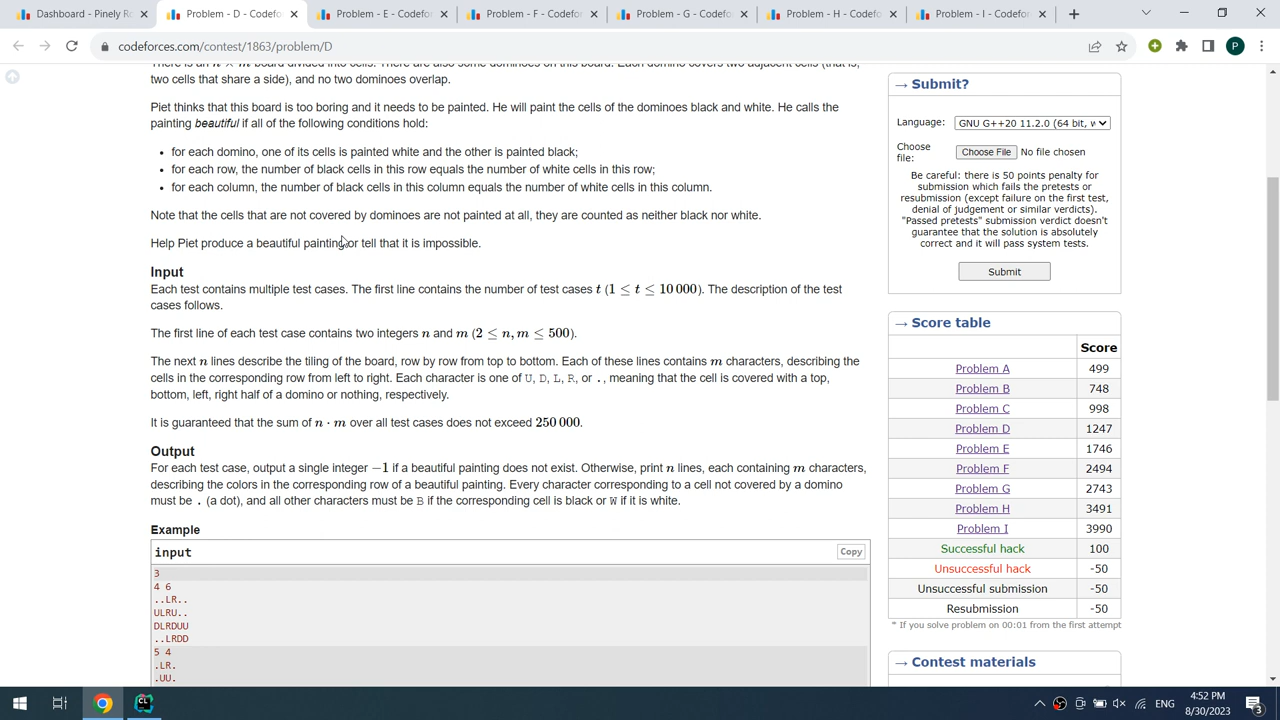 Dashboard - Pinely Ro
Problem - D - Codeforc
Problem - E - Codeforc
Problem - F - Codeforc
Problem - G - Codeforc
Problem - H - Codeforc
Problem - I - Codeforc
codeforces.com/contest/1863/problem/D
P
There is an n × m board divided into cells. There are also some dominoes on this board. Each domino covers two adjacent cells (that is,
two cells that share a side), and no two dominoes overlap.
Piet thinks that this board is too boring and it needs to be painted. He will paint the cells of the dominoes black and white. He calls the
painting beautiful if all of the following conditions hold:
• for each domino, one of its cells is painted white and the other is painted black;
• for each row, the number of black cells in this row equals the number of white cells in this row;
• for each column, the number of black cells in this column equals the number of white cells in this column.
Note that the cells that are not covered by dominoes are not painted at all, they are counted as neither black nor white.
Help Piet produce a beautiful painting or tell that it is impossible.
Input
Each test contains multiple test cases. The first line contains the number of test cases t (1 ≤ t ≤ 10 000). The description of the test
cases follows.
The first line of each test case contains two integers n and m (2 ≤ n, m ≤ 500).
The next n lines describe the tiling of the board, row by row from top to bottom. Each of these lines contains m characters, describing the
cells in the corresponding row from left to right. Each character is one of U, D, L, R, or ., meaning that the cell is covered with a top,
bottom, left, right half of a domino or nothing, respectively.
It is guaranteed that the sum of n · m over all test cases does not exceed 250 000.
Output
For each test case, output a single integer −1 if a beautiful painting does not exist. Otherwise, print n lines, each containing m characters,
describing the colors in the corresponding row of a beautiful painting. Every character corresponding to a cell not covered by a domino
must be . (a dot), and all other characters must be B if the corresponding cell is black or W if it is white.
Example
input
Copy
3
4 6
..LR..
ULRU..
DLRDUU
..LRDD
5 4
.LR.
.UU.
→ Submit?
Language:
GNU G++20 11.2.0 (64 bit, w
Choose
file:
Choose File No file chosen
Be careful: there is 50 points penalty for
submission which fails the pretests or
resubmission (except failure on the first test,
denial of judgement or similar verdicts).
"Passed pretests" submission verdict doesn't
guarantee that the solution is absolutely
correct and it will pass system tests.
Submit
→ Score table
Score
Problem A 499
Problem B 748
Problem C 998
Problem D 1247
Problem E 1746
Problem F 2494
Problem G 2743
Problem H 3491
Problem I 3990
Successful hack 100
Unsuccessful hack -50
Unsuccessful submission -50
Resubmission -50
* If you solve problem on 00:01 from the first attempt
→ Contest materials
CL
ENG
4:52 PM
8/30/2023
3